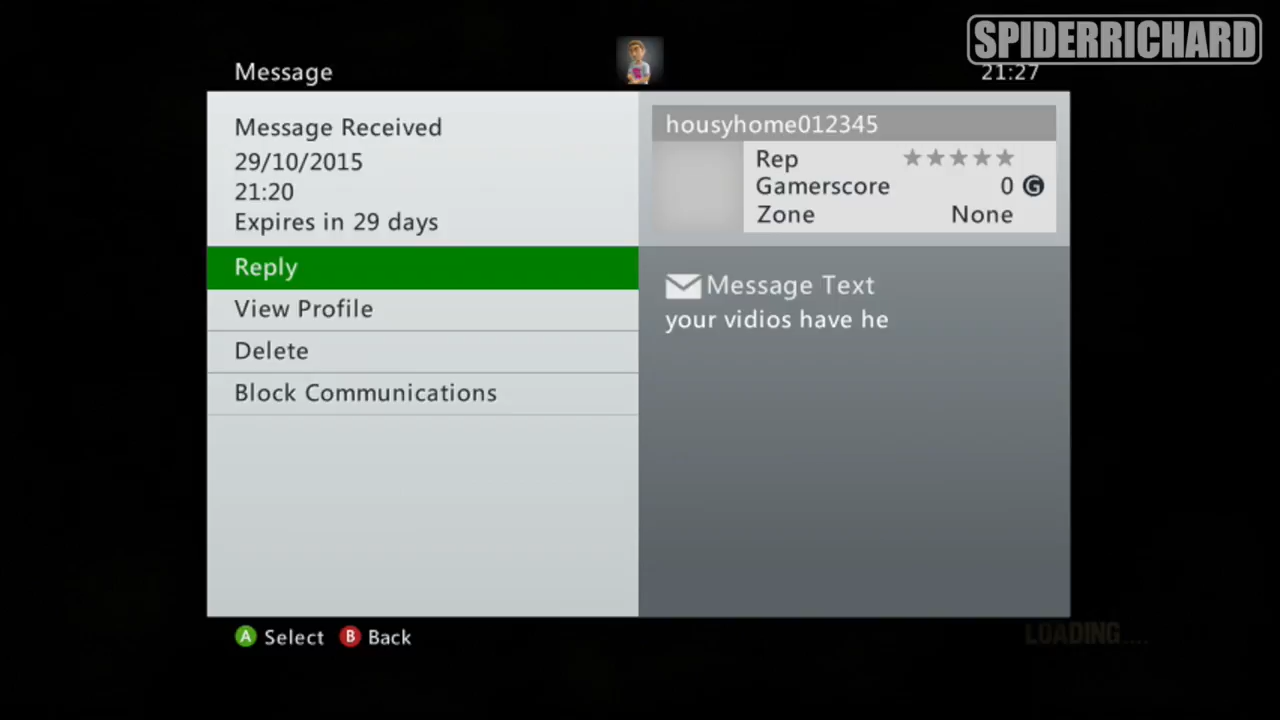 SPIDERRICHARD
Message
21:27
Message Received
29/10/2015
21:20
Expires in 29 days
Reply
View Profile
Delete
Block Communications
housyhome012345
Rep
Gamerscore 0 G
Zone None
Message Text
your vidios have he
A Select B Back
LOADING....